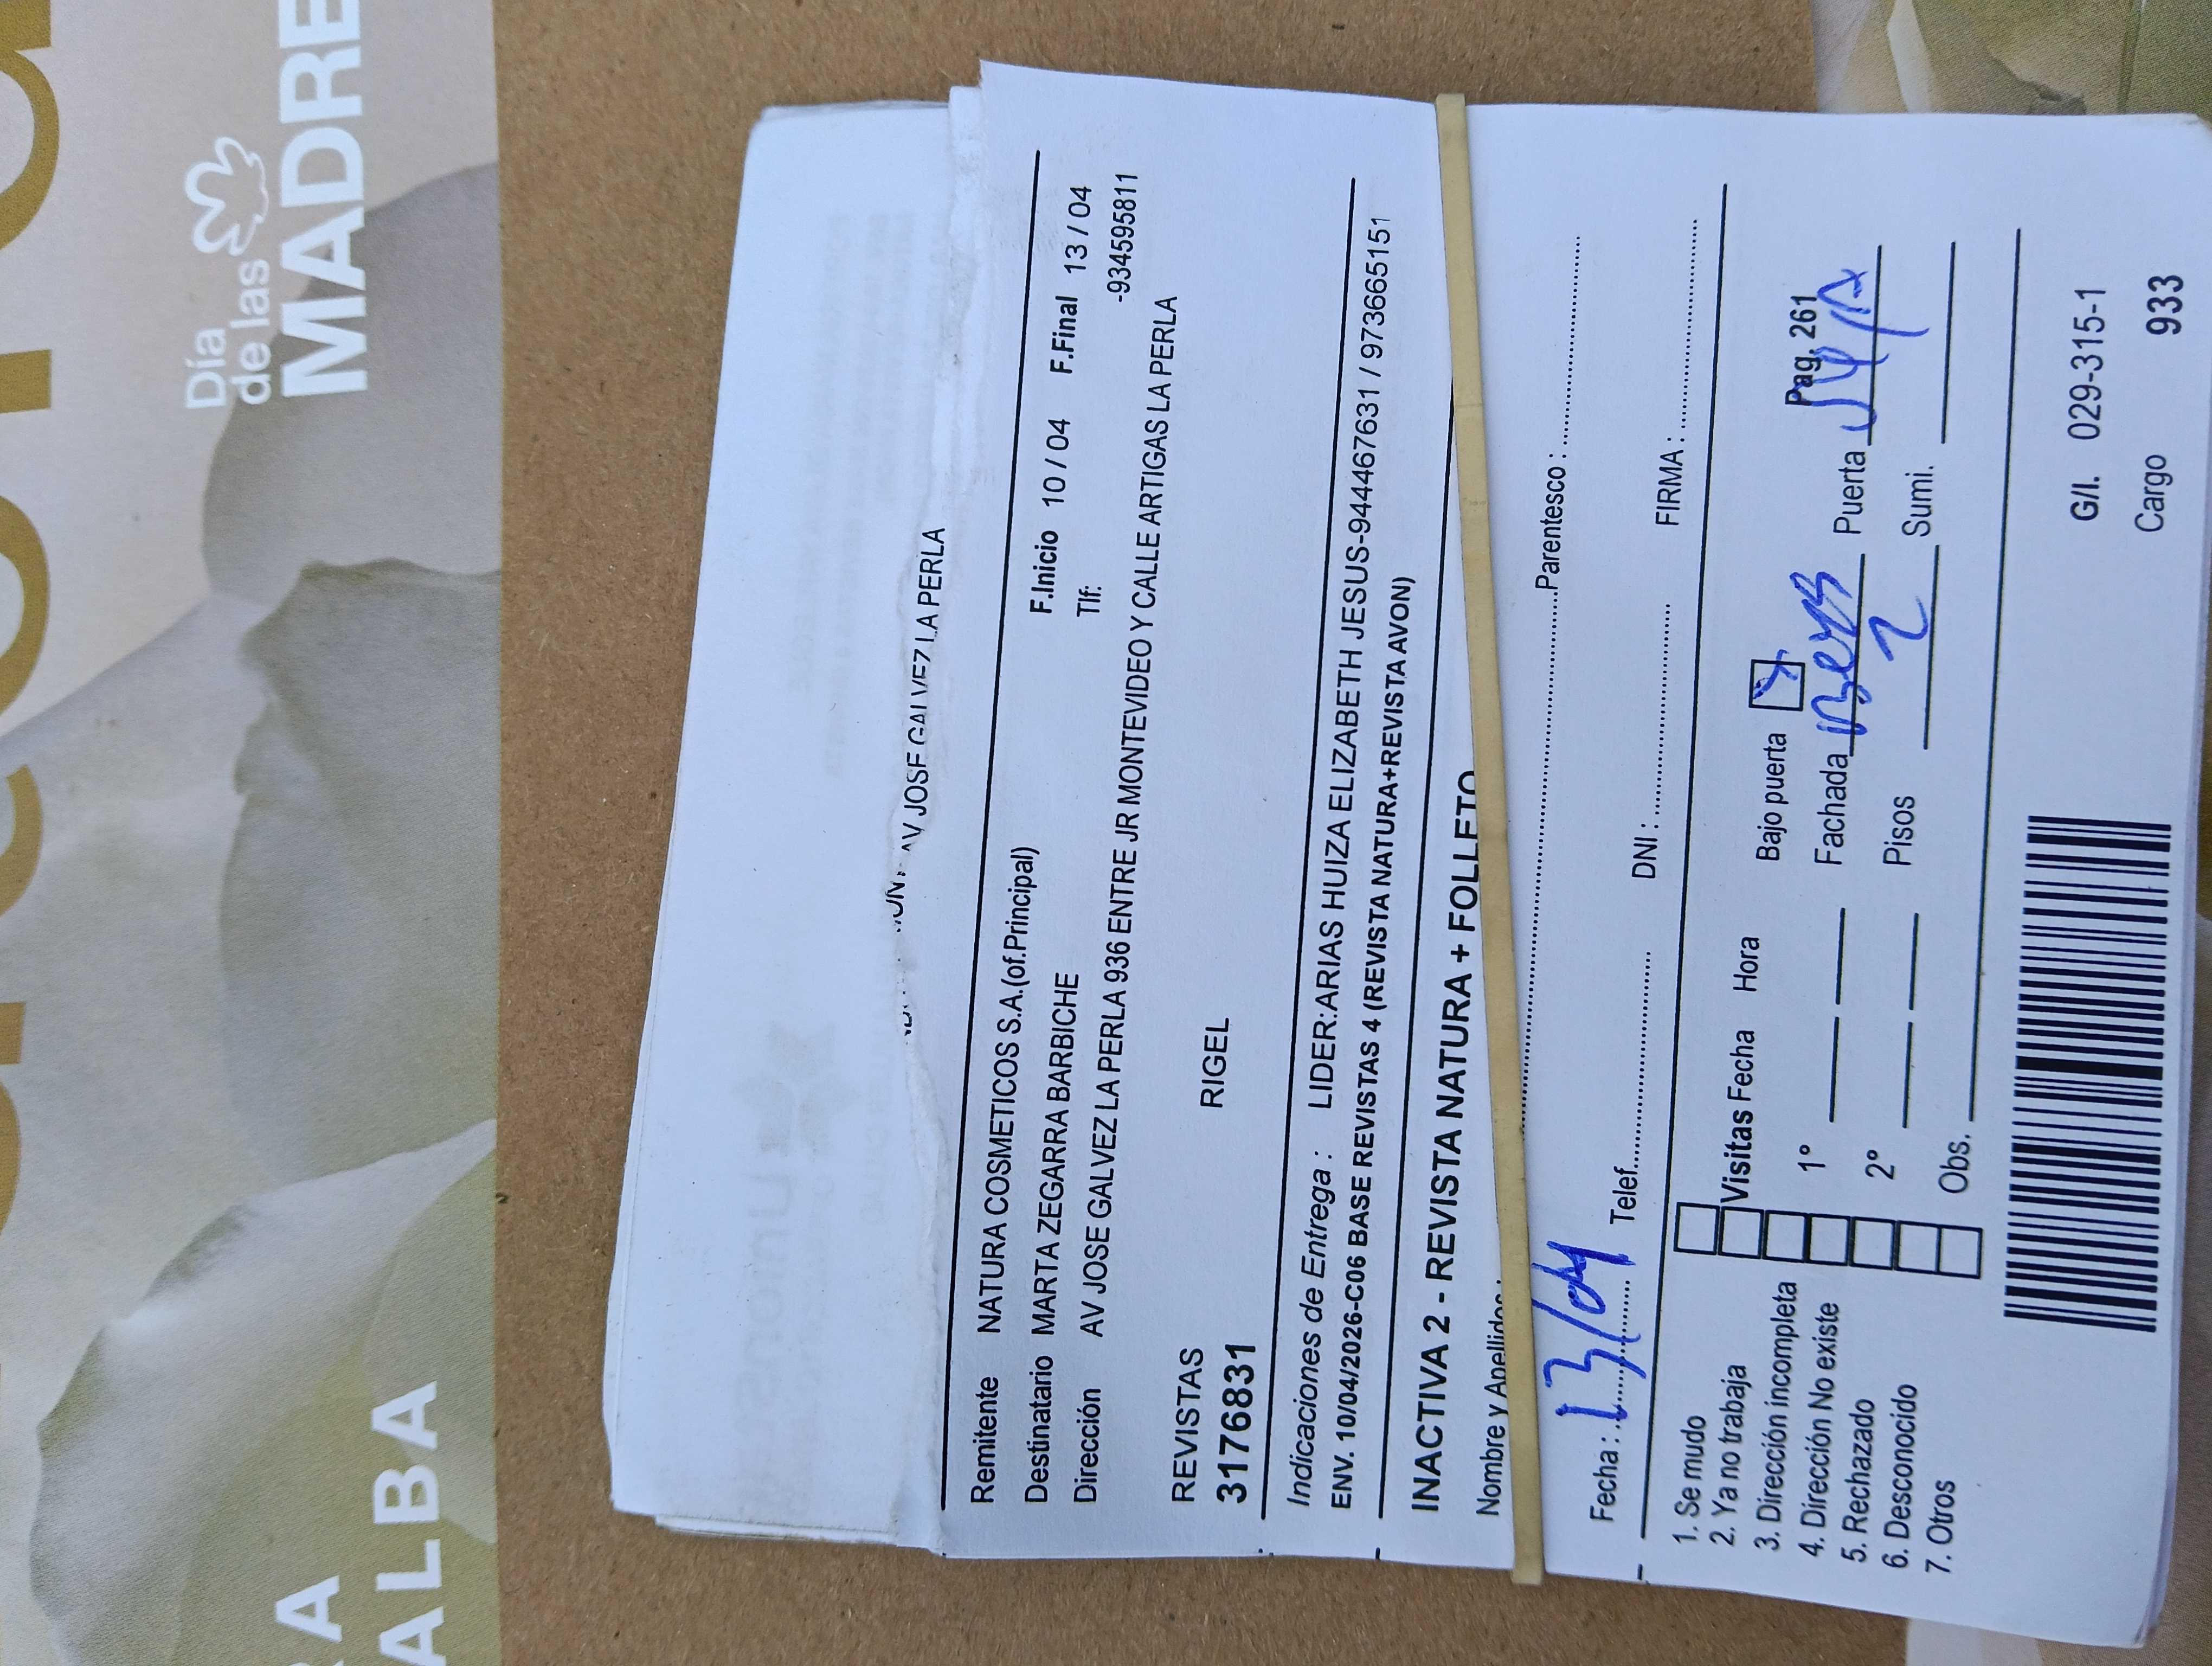 Día
de las
MADRE
ALBA
AV JOSE GALVEZ LA PERLA
Remitente NATURA COSMETICOS S.A.(of.Principal)
F.Inicio 10 / 04 F.Final 13 / 04
Destinatario MARTA ZEGARRA BARBICHE
Tlf: -934595811
Dirección AV JOSE GALVEZ LA PERLA 936 ENTRE JR MONTEVIDEO Y CALLE ARTIGAS LA PERLA
REVISTAS RIGEL
3176831
Indicaciones de Entrega : LIDER:ARIAS HUIZA ELIZABETH JESUS-944467631 / 973665151
ENV. 10/04/2026-C06 BASE REVISTAS 4 (REVISTA NATURA+REVISTA AVON)
INACTIVA 2 - REVISTA NATURA + FOLLETO
Nombre y Apellidos: Parentesco :
Fecha : 13/04 Telef. DNI : FIRMA :
1. Se mudo
2. Ya no trabaja
3. Dirección incompleta
4. Dirección No existe
5. Rechazado
6. Desconocido
7. Otros
Visitas Fecha Hora Bajo puerta
Pag. 261
1º Fachada Puerta
2º Pisos 2 Sumi.
Obs.
G/I. 029-315-1
Cargo 933